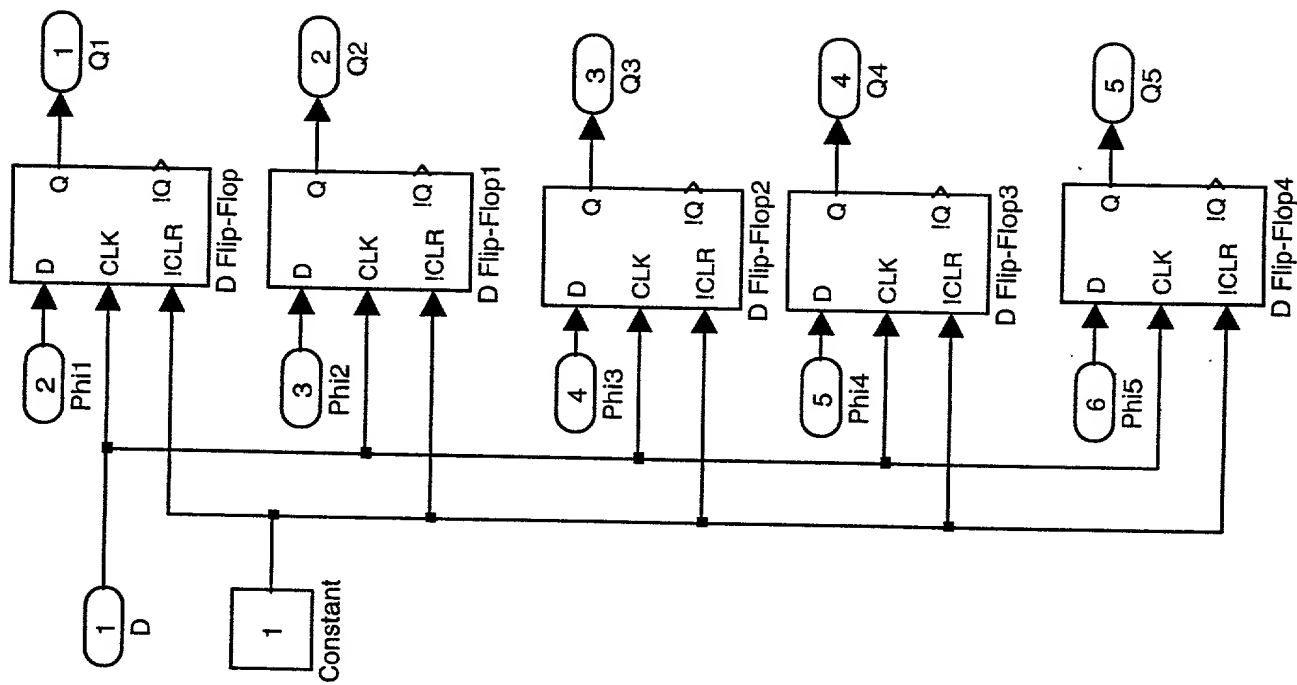 1
D
1
Constant
2
Phi1
D
CLK
!CLR
Q
!Q
D Flip-Flop
1
Q1
3
Phi2
D
CLK
!CLR
Q
!Q
D Flip-Flop1
2
Q2
4
Phi3
D
CLK
!CLR
Q
!Q
D Flip-Flop2
3
Q3
5
Phi4
D
CLK
!CLR
Q
!Q
D Flip-Flop3
4
Q4
6
Phi5
D
CLK
!CLR
Q
!Q
D Flip-Flop4
5
Q5